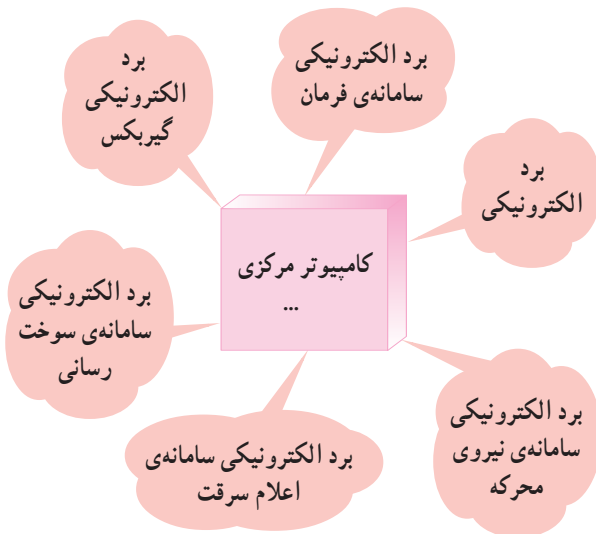 برد الکترونیکی
سامانه‌ی فرمان
برد
الکترونیکی
گیربکس
برد
الکترونیکی
کامپیوتر مرکزی
...
برد الکترونیکی
سامانه‌ی سوخت
رسانی
برد الکترونیکی
سامانه‌ی نیروی
محرکه
برد الکترونیکی سامانه‌ی
اعلام سرقت